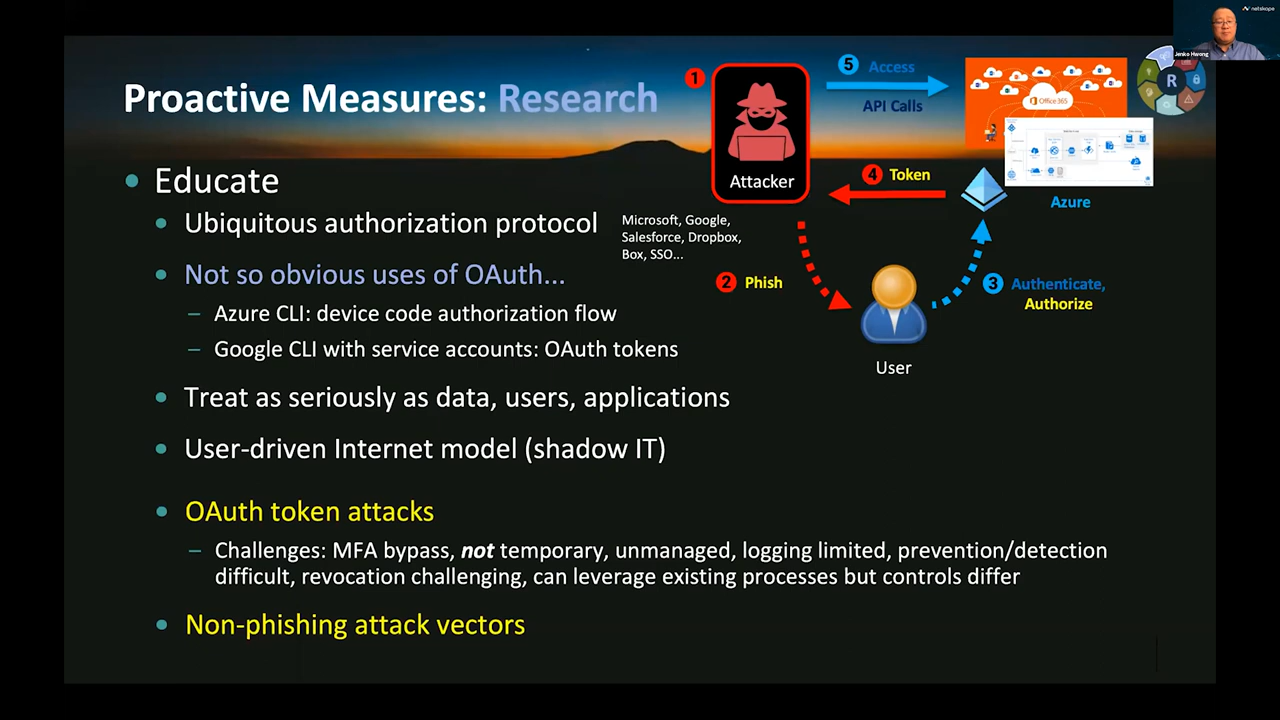 netskope
Jenko Hwong
Proactive Measures: Research
• Educate
• Ubiquitous authorization protocol
Microsoft, Google,
Salesforce, Dropbox,
Box, SSO...
• Not so obvious uses of OAuth...
– Azure CLI: device code authorization flow
– Google CLI with service accounts: OAuth tokens
• Treat as seriously as data, users, applications
• User-driven Internet model (shadow IT)
• OAuth token attacks
– Challenges: MFA bypass, not temporary, unmanaged, logging limited, prevention/detection
difficult, revocation challenging, can leverage existing processes but controls differ
• Non-phishing attack vectors
1
Attacker
2 Phish
User
3 Authenticate,
Authorize
4 Token
5 Access
API Calls
Office 365
Azure
R